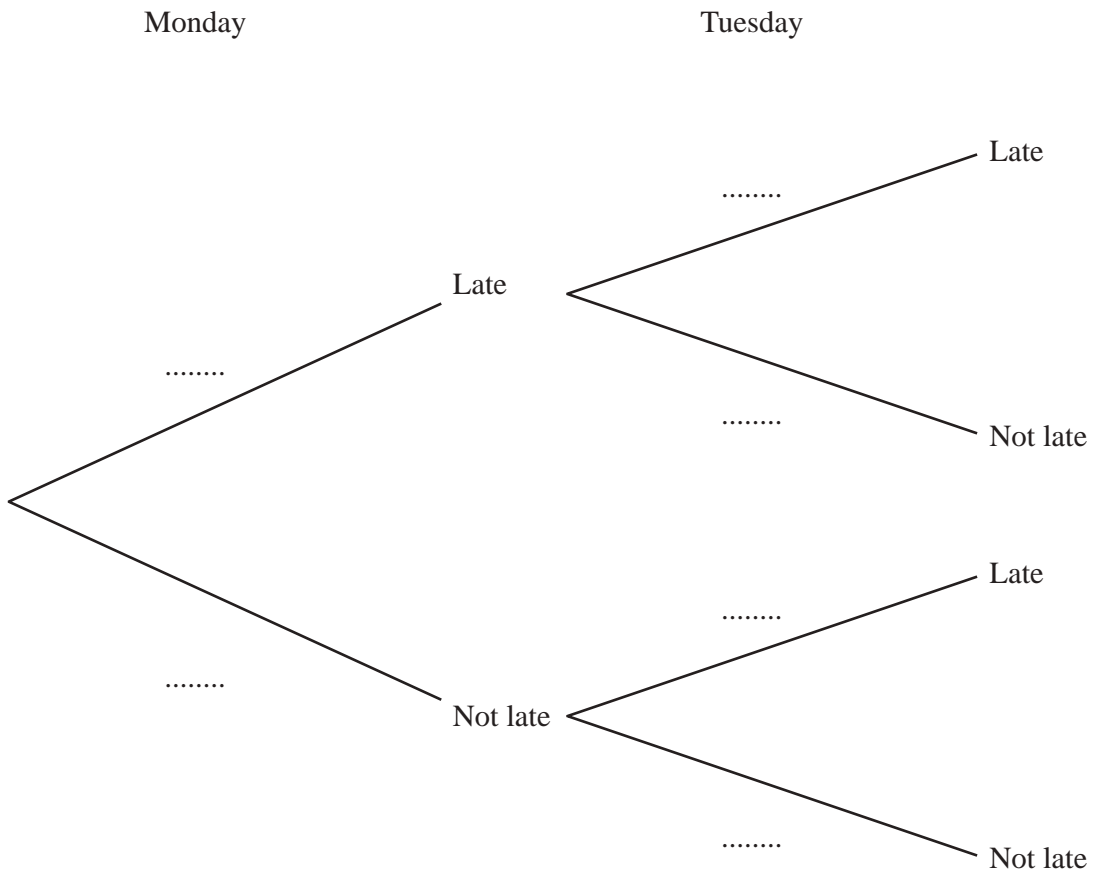 Monday Tuesday
Late
........
Late
........
........
Not late
Late
........
........
Not late
........
Not late